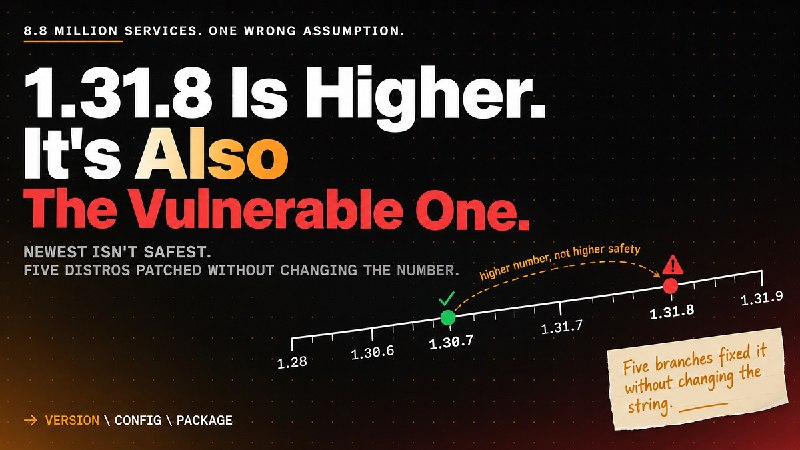 8.8 MILLION SERVICES. ONE WRONG ASSUMPTION.
1.31.8 Is Higher.
It's Also
The Vulnerable One.
NEWEST ISN'T SAFEST.
FIVE DISTROS PATCHED WITHOUT CHANGING THE NUMBER.
higher number, not higher safety
1.28
1.30.6
1.30.7
1.31.7
1.31.8
1.31.9
Five branches fixed it
without changing the
string.
→ VERSION \ CONFIG \ PACKAGE